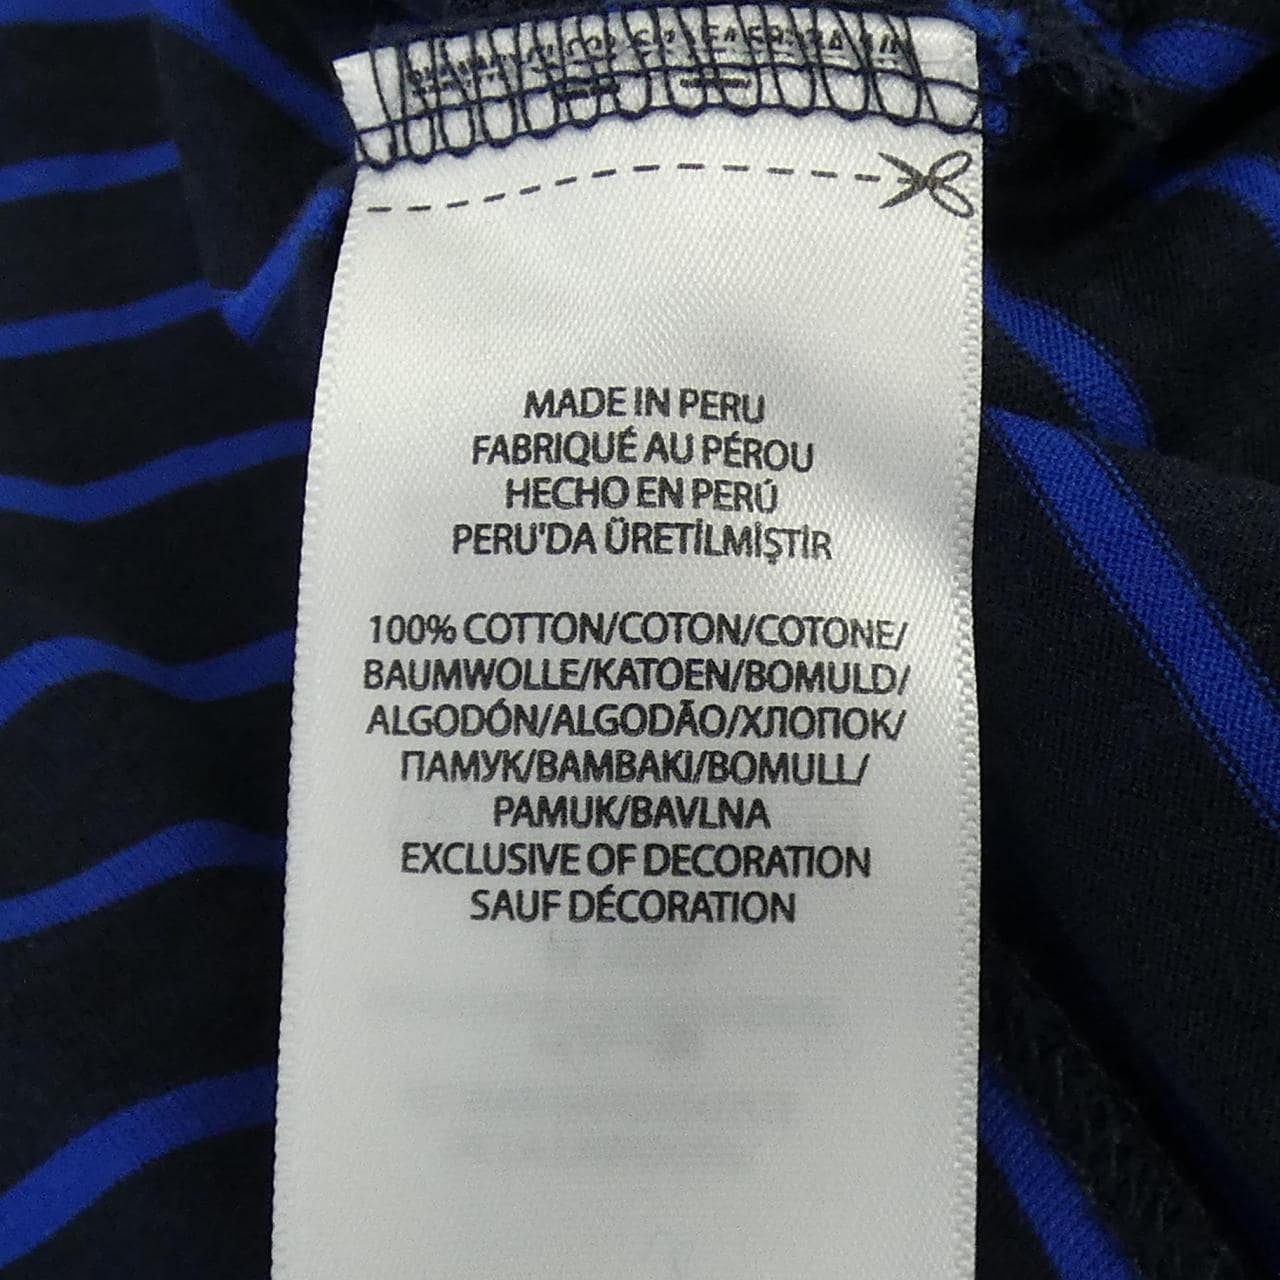 MADE IN PERU
FABRIQUÉ AU PÉROU
HECHO EN PERÚ
PERU'DA ÜRETİLMİŞTİR
100% COTTON/COTON/COTONE/
BAUMWOLLE/KATOEN/BOMULD/
ALGODÓN/ALGODÃO/ХЛОПОК/
ПАМУК/BAMBAKI/BOMULL/
PAMUK/BAVLNA
EXCLUSIVE OF DECORATION
SAUF DÉCORATION